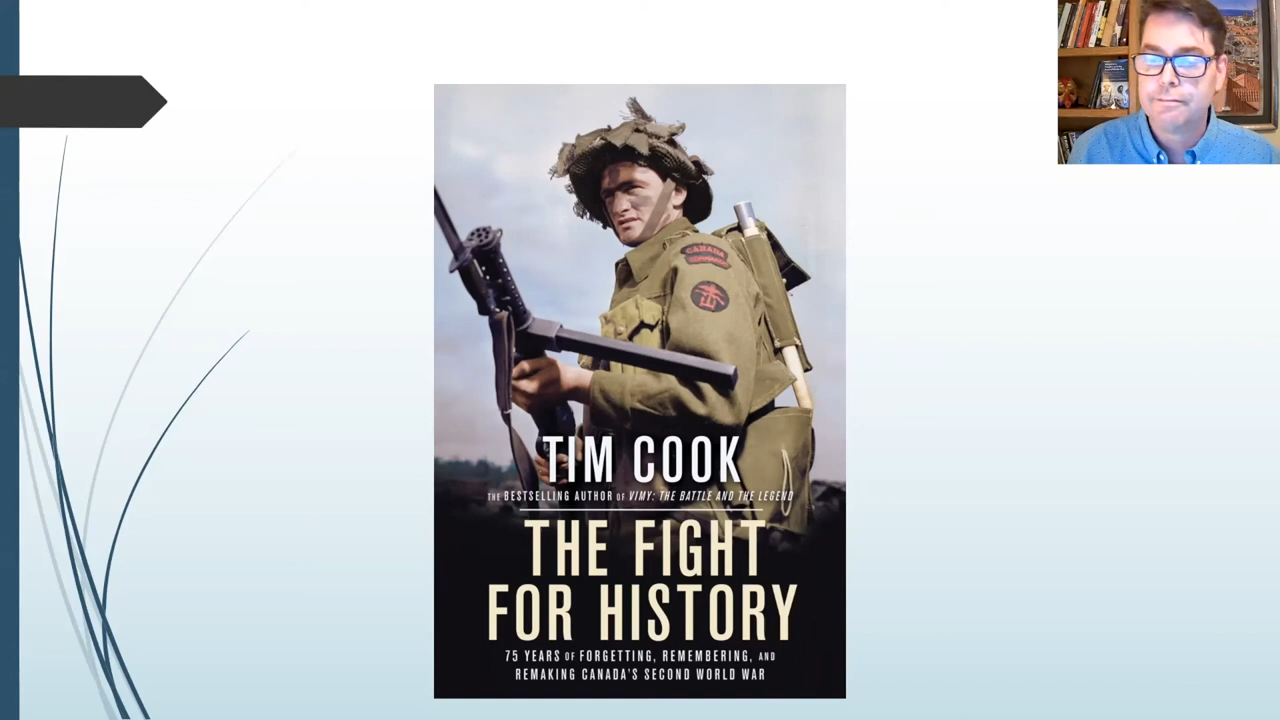 CANADA
TIM COOK
THE BESTSELLING AUTHOR OF VIMY: THE BATTLE AND THE LEGEND
THE FIGHT
FOR HISTORY
75 YEARS OF FORGETTING, REMEMBERING, AND
REMAKING CANADA'S SECOND WORLD WAR